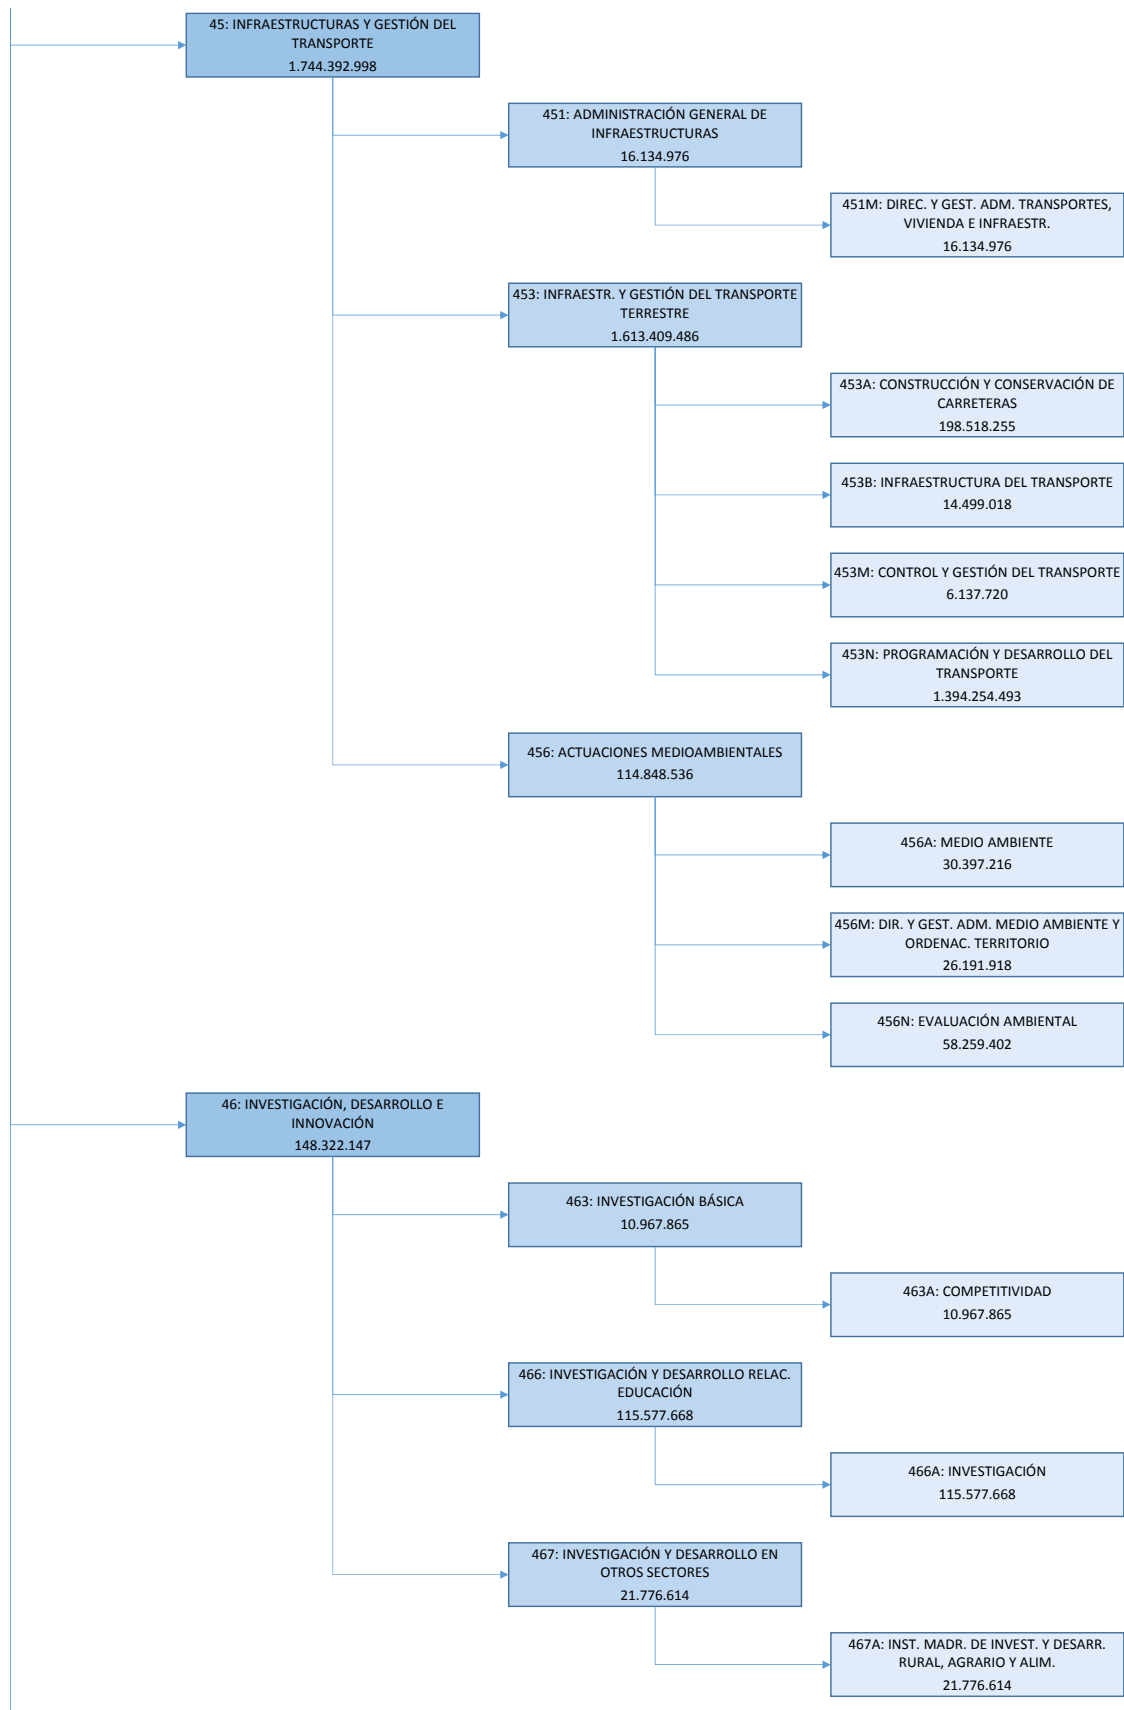 45: INFRAESTRUCTURAS Y GESTIÓN DEL
TRANSPORTE
1.744.392.998
451: ADMINISTRACIÓN GENERAL DE
INFRAESTRUCTURAS
16.134.976
451M: DIREC. Y GEST. ADM. TRANSPORTES,
VIVIENDA E INFRAESTR.
16.134.976
453: INFRAESTR. Y GESTIÓN DEL TRANSPORTE
TERRESTRE
1.613.409.486
453A: CONSTRUCCIÓN Y CONSERVACIÓN DE
CARRETERAS
198.518.255
453B: INFRAESTRUCTURA DEL TRANSPORTE
14.499.018
453M: CONTROL Y GESTIÓN DEL TRANSPORTE
6.137.720
453N: PROGRAMACIÓN Y DESARROLLO DEL
TRANSPORTE
1.394.254.493
456: ACTUACIONES MEDIOAMBIENTALES
114.848.536
456A: MEDIO AMBIENTE
30.397.216
456M: DIR. Y GEST. ADM. MEDIO AMBIENTE Y
ORDENAC. TERRITORIO
26.191.918
456N: EVALUACIÓN AMBIENTAL
58.259.402
46: INVESTIGACIÓN, DESARROLLO E
INNOVACIÓN
148.322.147
463: INVESTIGACIÓN BÁSICA
10.967.865
463A: COMPETITIVIDAD
10.967.865
466: INVESTIGACIÓN Y DESARROLLO RELAC.
EDUCACIÓN
115.577.668
466A: INVESTIGACIÓN
115.577.668
467: INVESTIGACIÓN Y DESARROLLO EN
OTROS SECTORES
21.776.614
467A: INST. MADR. DE INVEST. Y DESARR.
RURAL, AGRARIO Y ALIM.
21.776.614